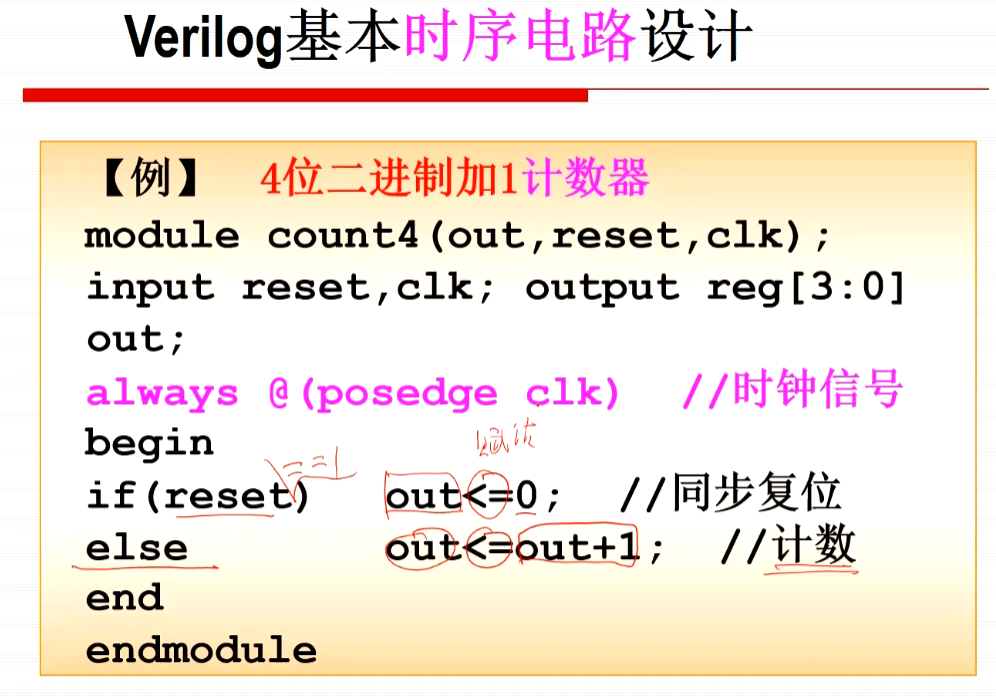 Verilog基本时序电路设计
【例】 4位二进制加1计数器
module count4(out,reset,clk);
input reset,clk; output reg[3:0]
out;
always @(posedge clk) //时钟信号
begin
赋值
==1
if(reset) out<=0; //同步复位
else out<=out+1; //计数
end
endmodule